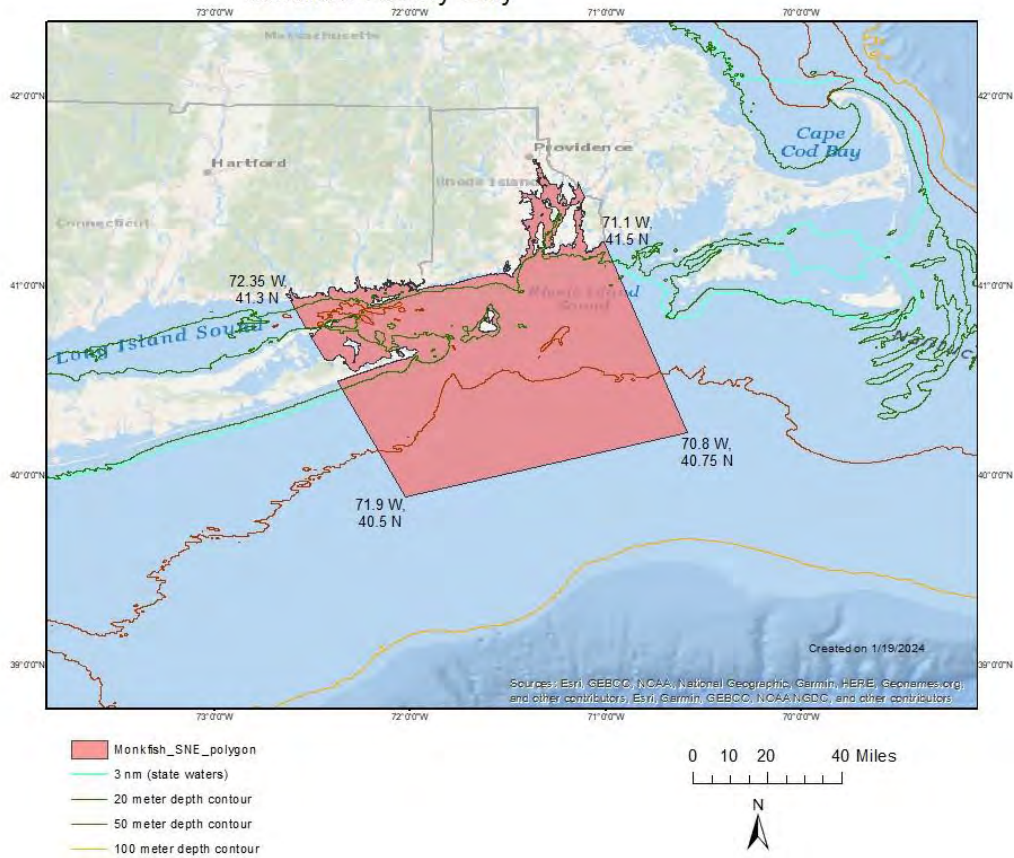 73°0'0"W 72°0'0"W 71°0'0"W 70°0'0"W
Massachusetts
42°0'0"N 42°0'0"N
Cape
Cod Bay
Providence
Hartford
Rhode Island
Connecticut
71.1 W,
41.5 N
72.35 W,
41.3 N
41°0'0"N 41°0'0"N
Sound
Long Island Sound
70.8 W,
40.75 N
40°0'0"N 40°0'0"N
71.9 W,
40.5 N
Created on 1/19/2024
39°0'0"N 39°0'0"N
Sources: Esri, GEBCO, NOAA, National Geographic, Garmin, HERE, Geonames.org,
and other contributors, Esri, Garmin, GEBCO, NOAA NGDC, and other contributors
73°0'0"W 72°0'0"W 71°0'0"W 70°0'0"W
Monkfish_SNE_polygon
3 nm (state waters)
20 meter depth contour
50 meter depth contour
100 meter depth contour
0 10 20 40 Miles
N